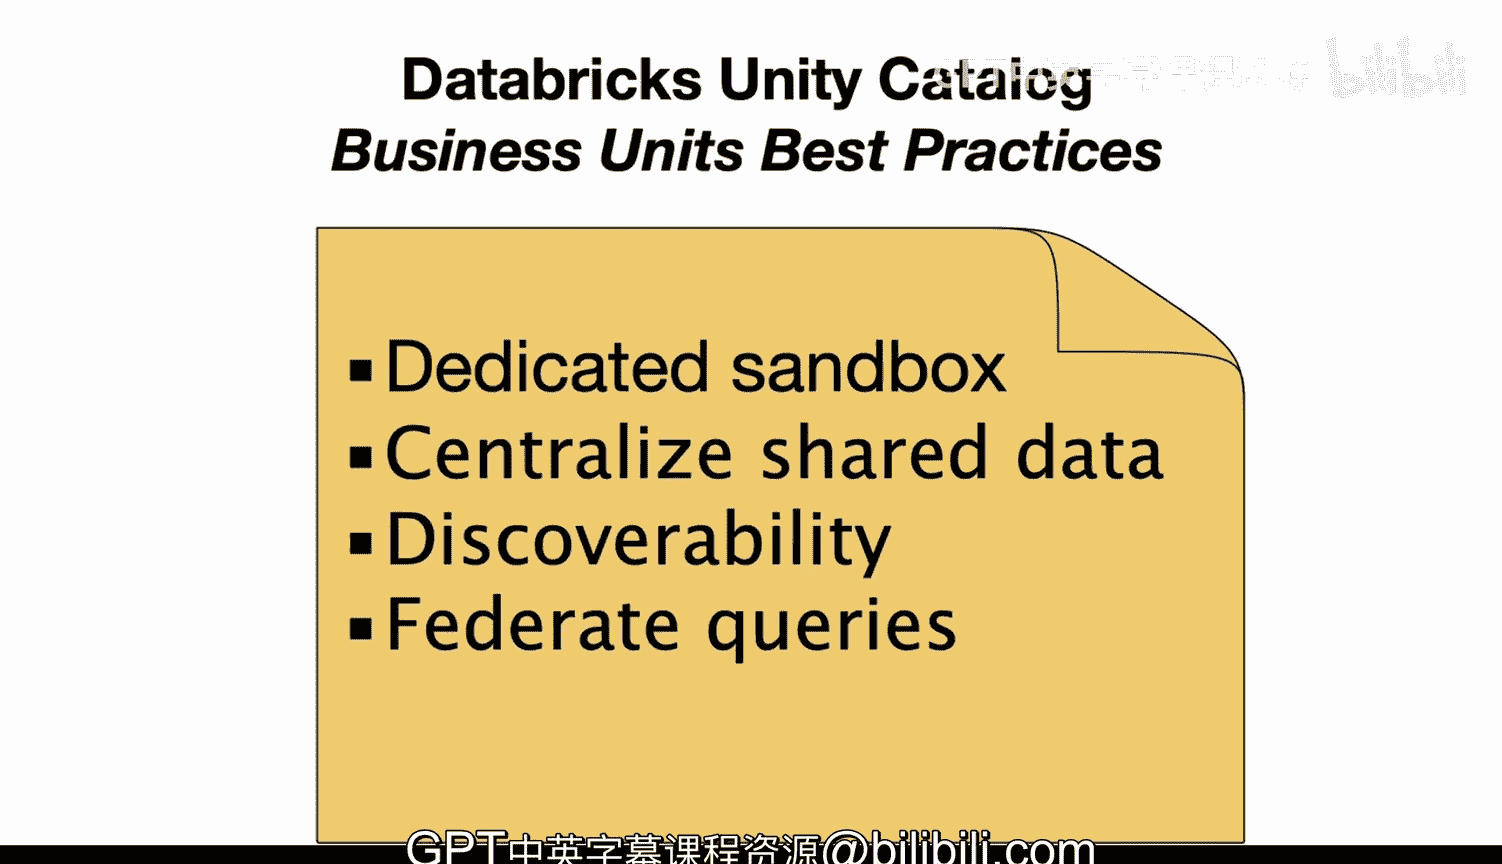 Databricks Unity Catalog
Business Units Best Practices
bilibili
▪Dedicated sandbox
▪Centralize shared data
▪Discoverability
▪Federate queries
GPT中英字幕课程资源@bilibili.com